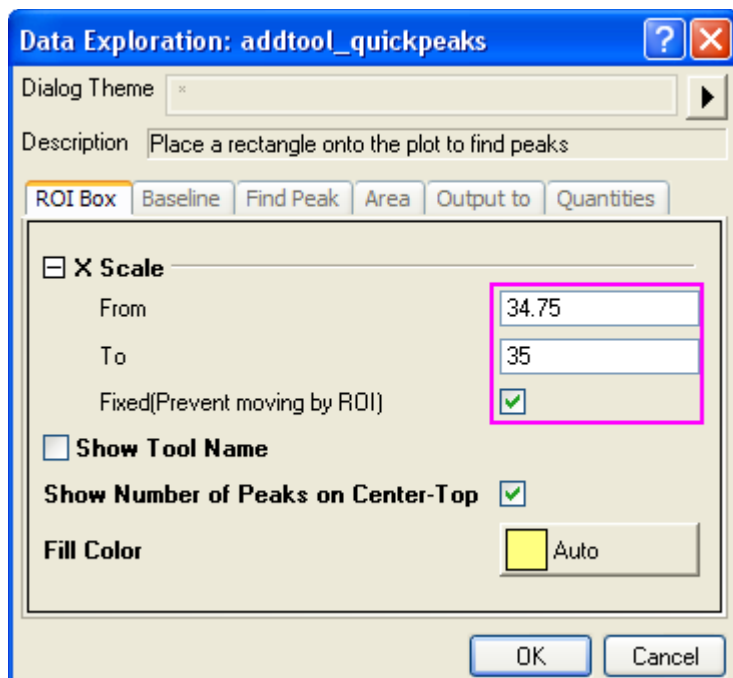 Data Exploration: addtool_quickpeaks
Dialog Theme *
Description Place a rectangle onto the plot to find peaks
ROI Box Baseline Find Peak Area Output to Quantities
X Scale
From 34.75
To 35
Fixed(Prevent moving by ROI)
Show Tool Name
Show Number of Peaks on Center-Top
Fill Color Auto
OK Cancel